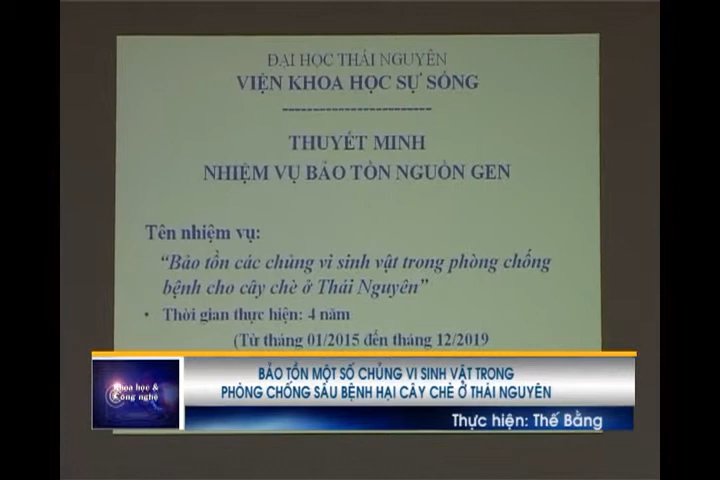 ĐẠI HỌC THÁI NGUYÊN
VIỆN KHOA HỌC SỰ SỐNG
-----------------------
THUYẾT MINH
NHIỆM VỤ BẢO TỒN NGUỒN GEN
Tên nhiệm vụ:
“Bảo tồn các chủng vi sinh vật trong phòng chống
bệnh cho cây chè ở Thái Nguyên”
• Thời gian thực hiện: 4 năm
(Từ tháng 01/2015 đến tháng 12/2019
BẢO TỒN MỘT SỐ CHỦNG VI SINH VẬT TRONG
PHÒNG CHỐNG SÂU BỆNH HẠI CÂY CHÈ Ở THÁI NGUYÊN
Khoa học &
Công nghệ
Thực hiện: Thế Bằng